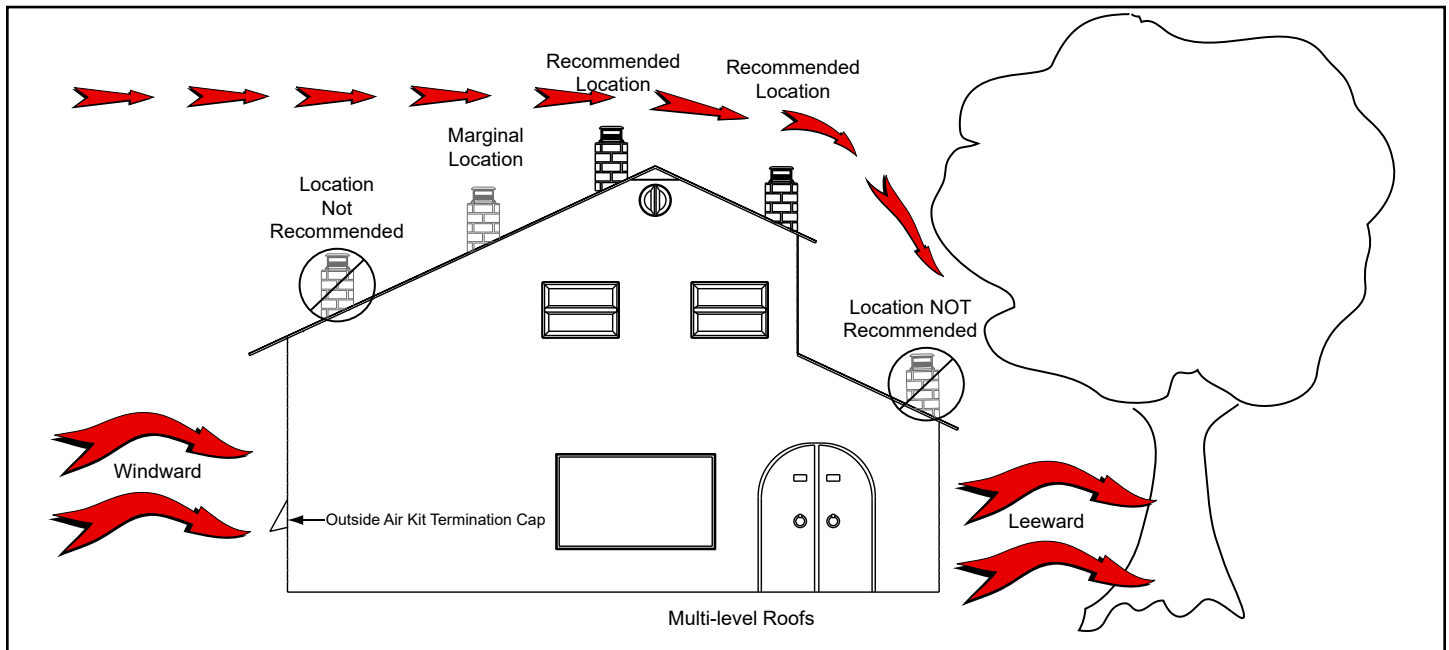 Recommended
Location
Recommended
Location
Marginal
Location
Location
Not
Recommended
Location NOT
Recommended
Windward
Outside Air Kit Termination Cap
Leeward
Multi-level Roofs